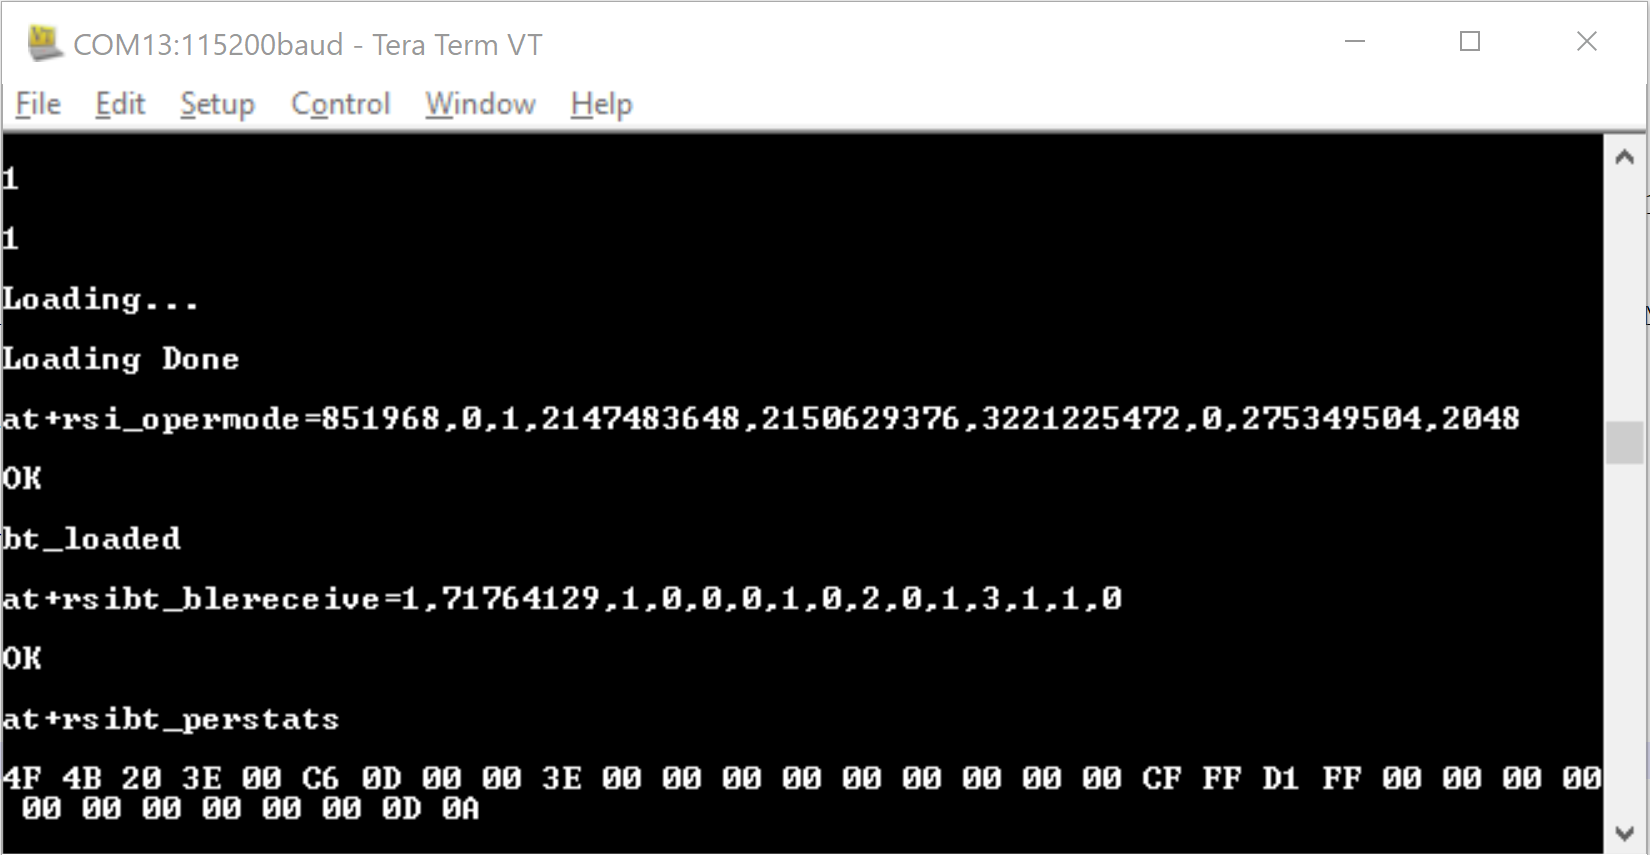 COM13:115200baud - Tera Term VT
File Edit Setup Control Window Help
1
1
Loading...
Loading Done
at+rsi_opermode=851968,0,1,2147483648,2150629376,3221225472,0,275349504,2048
OK
bt_loaded
at+rsibt_blereceive=1,71764129,1,0,0,0,1,0,2,0,1,3,1,1,0
OK
at+rsibt_perstats
4F 4B 20 3E 00 C6 0D 00 00 3E 00 00 00 00 00 00 00 00 00 CF FF D1 FF 00 00 00 00
00 00 00 00 00 00 0D 0A